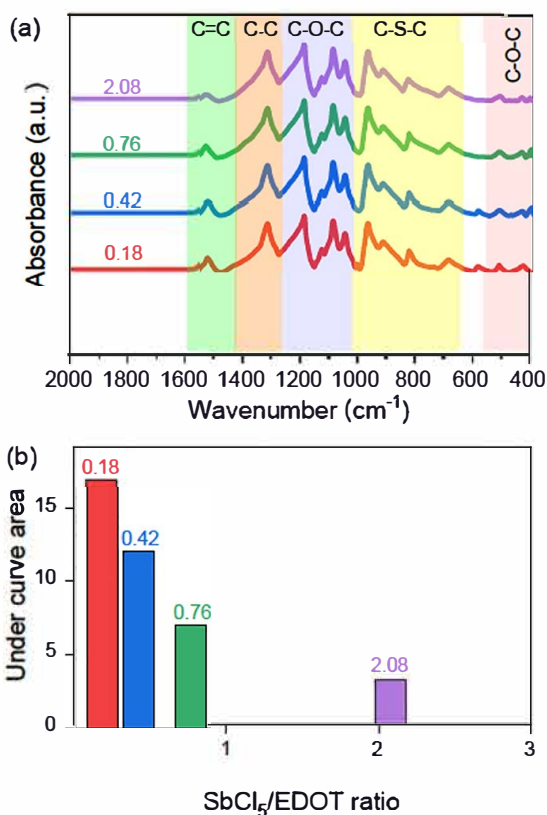 (a)
C=C C-C C-O-C C-S-C C-O-C
2.08
0.76
0.42
0.18
Absorbance (a.u.)
2000 1800 1600 1400 1200 1000 800 600 400
Wavenumber (cm⁻¹)
(b)
0.18
0.42
0.76
2.08
Under curve area
15
10
5
0
1 2 3
SbCl₅/EDOT ratio